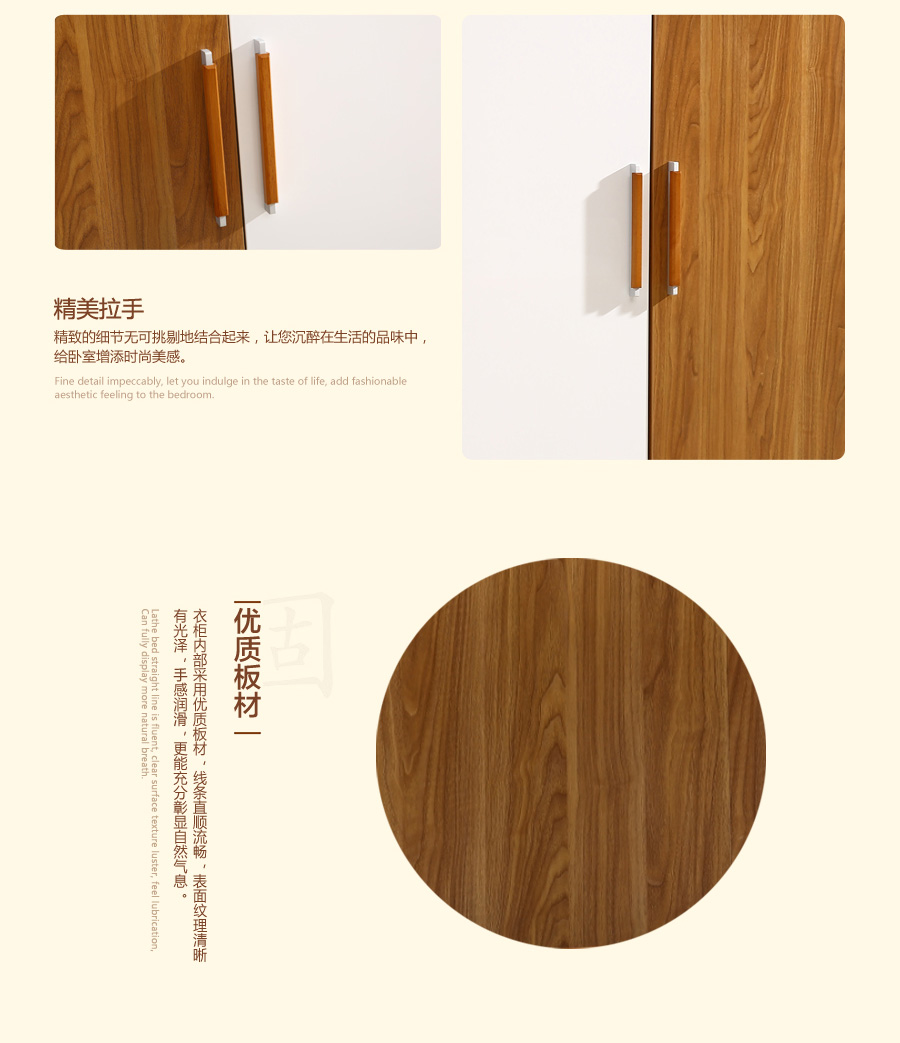 精美拉手
精致的细节无可挑剔地结合起来，让您沉醉在生活的品味中，
给卧室增添时尚美感。
Fine detail impeccably, let you indulge in the taste of life, add fashionable
aesthetic feeling to the bedroom.
固
优质板材
衣柜内部采用优质板材，线条直顺流畅，表面纹理清晰
有光泽，手感润滑，更能充分彰显自然气息。
Lathe bed straight line is fluent, clear surface texture luster, feel lubrication,
Can fully display more natural breath.